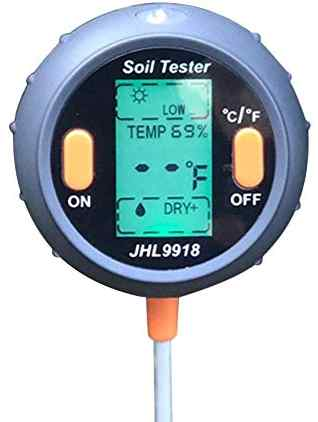 Soil Tester
LOW
°C/°F
TEMP 69%
--°F
ON
OFF
DRY+
JHL9918